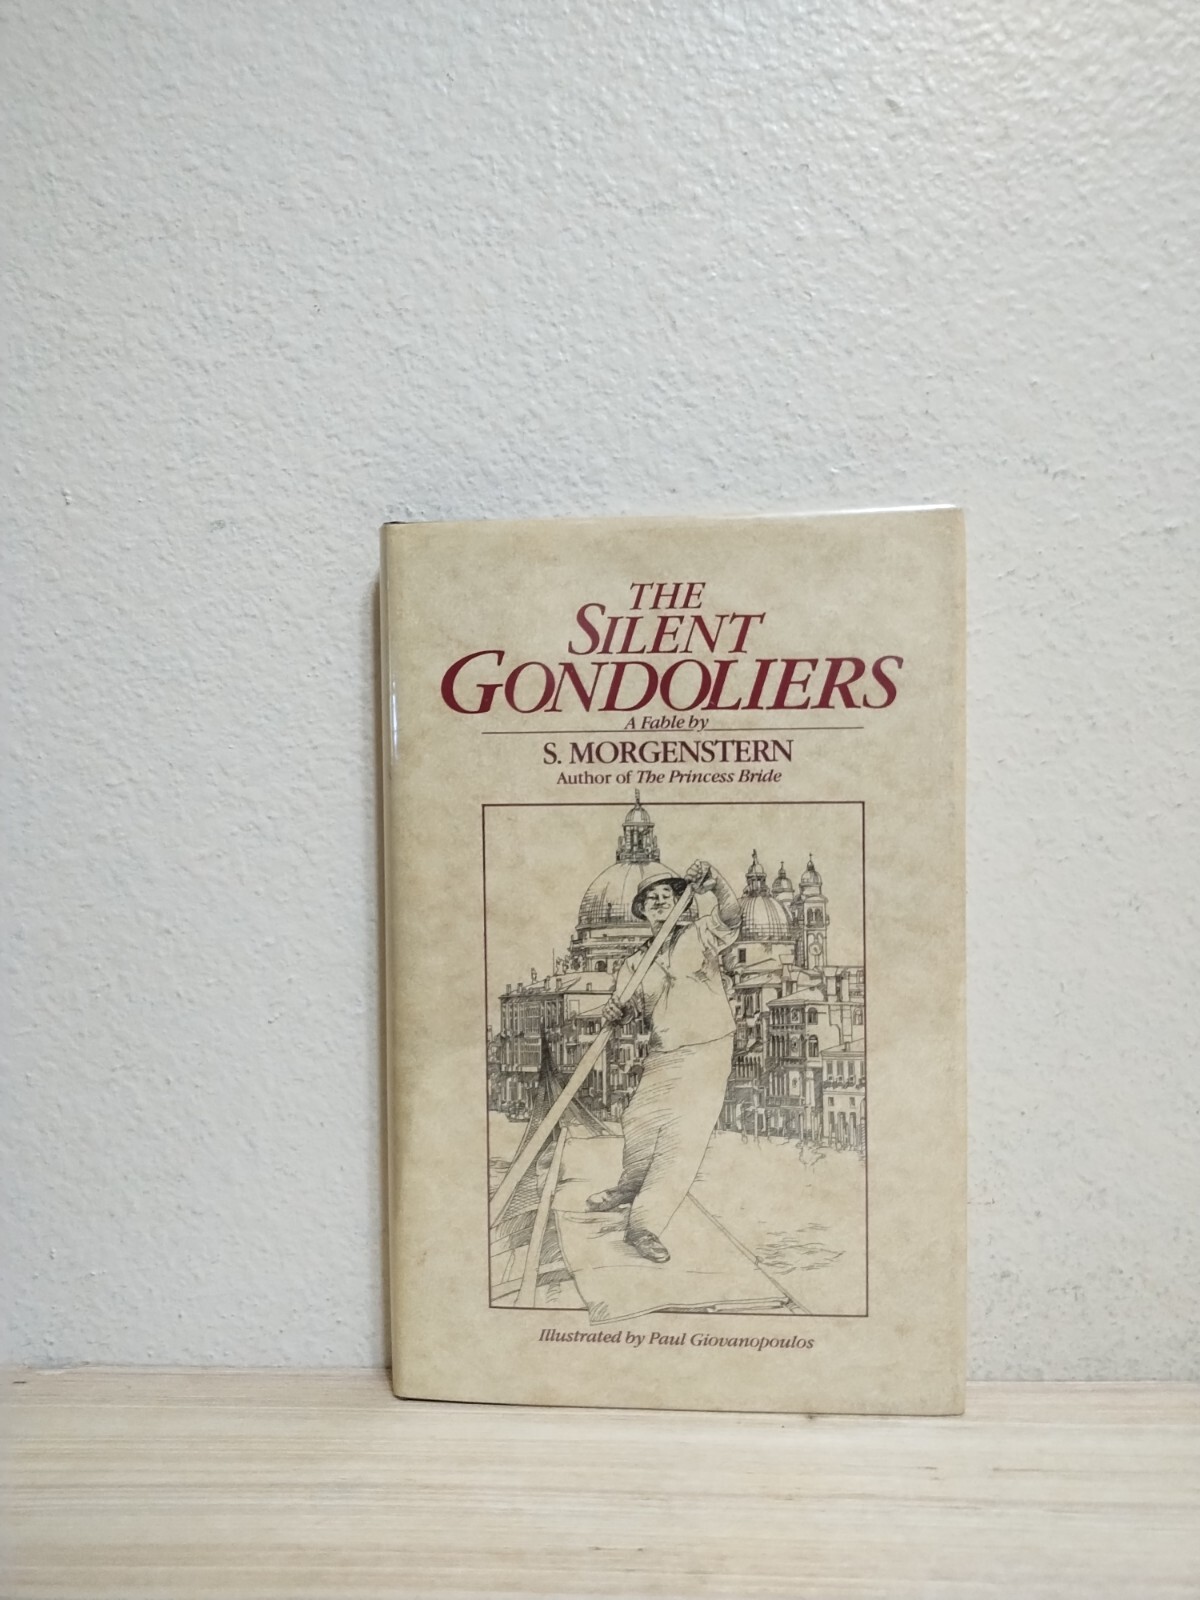 THE
SILENT
GONDOLIERS
A Fable by
S. MORGENSTERN
Author of The Princess Bride
Illustrated by Paul Giovanopoulos